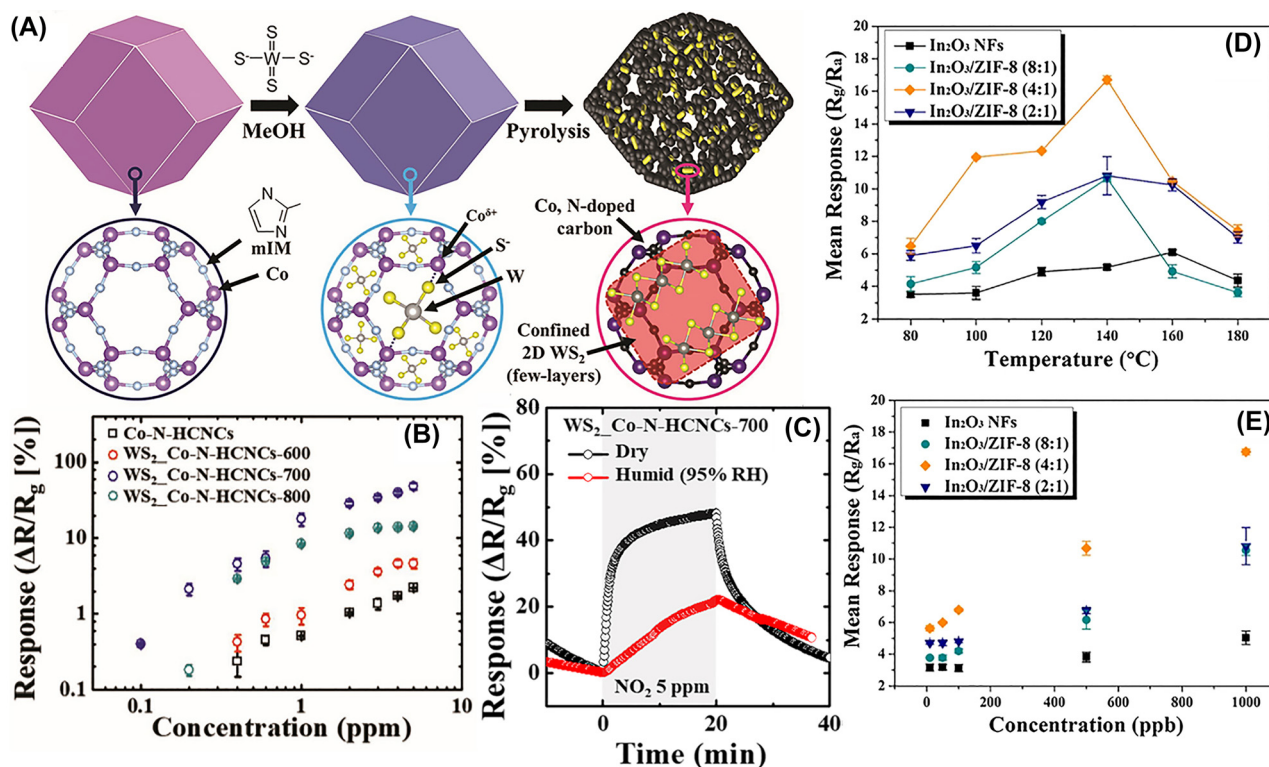 (A)
S
S⁻ W S⁻
S
MeOH
Pyrolysis
mIM
Co
Coδ+
S⁻
W
Co, N-doped
carbon
Confined
2D WS₂
(few-layers)
(B)
Co-N-HCNCs
WS₂_Co-N-HCNCs-600
WS₂_Co-N-HCNCs-700
WS₂_Co-N-HCNCs-800
Response (ΔR/Rg [%])
100
10
1
0.1
0.1 1 10
Concentration (ppm)
(C)
WS₂_Co-N-HCNCs-700
Dry
Humid (95% RH)
NO₂ 5 ppm
Response (ΔR/Rg [%])
80
60
40
20
0
0 20 40
Time (min)
(D)
In₂O₃ NFs
In₂O₃/ZIF-8 (8:1)
In₂O₃/ZIF-8 (4:1)
In₂O₃/ZIF-8 (2:1)
Mean Response (Rg/Ra)
20
18
16
14
12
10
8
6
4
2
80 100 120 140 160 180
Temperature (°C)
(E)
In₂O₃ NFs
In₂O₃/ZIF-8 (8:1)
In₂O₃/ZIF-8 (4:1)
In₂O₃/ZIF-8 (2:1)
Mean Response (Rg/Ra)
20
18
16
14
12
10
8
6
4
2
0 200 400 600 800 1000
Concentration (ppb)